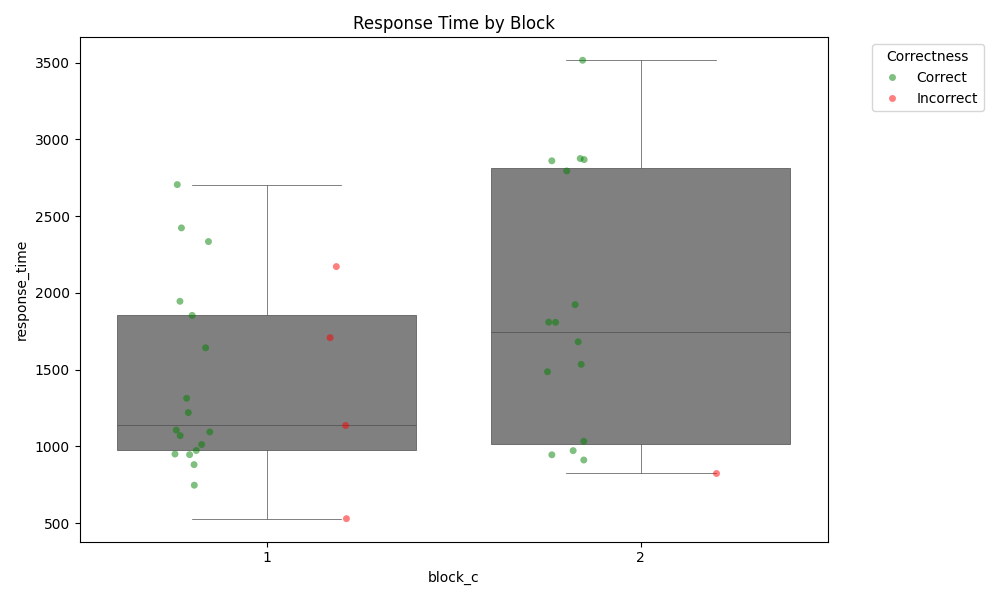 Response Time by Block
Correctness
Correct
Incorrect
response_time
3500
3000
2500
2000
1500
1000
500
1
2
block_c